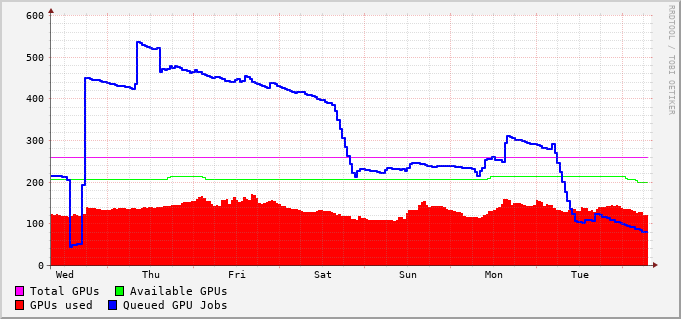 600
500
400
300
200
100
0
Wed Thu Fri Sat Sun Mon Tue
Total GPUs Available GPUs
GPUs used Queued GPU Jobs
RRDTOOL / TOBI OETIKER